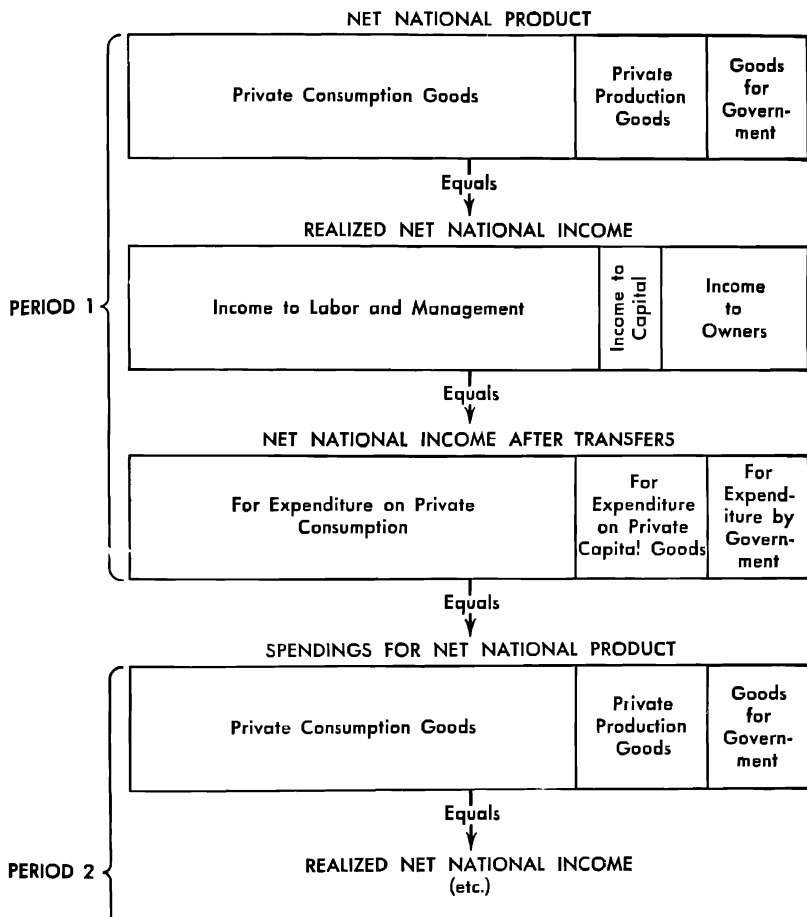 NET NATIONAL PRODUCT
Private Consumption Goods
Private
Production
Goods
Goods
for
Govern-
ment
Equals
REALIZED NET NATIONAL INCOME
PERIOD 1
Income to Labor and Management
Income to
Capital
Income
to
Owners
Equals
NET NATIONAL INCOME AFTER TRANSFERS
For Expenditure on Private
Consumption
For
Expenditure
on Private
Capital Goods
For
Expend-
iture by
Govern-
ment
Equals
SPENDINGS FOR NET NATIONAL PRODUCT
Private Consumption Goods
Private
Production
Goods
Goods
for
Govern-
ment
Equals
PERIOD 2
REALIZED NET NATIONAL INCOME
(etc.)